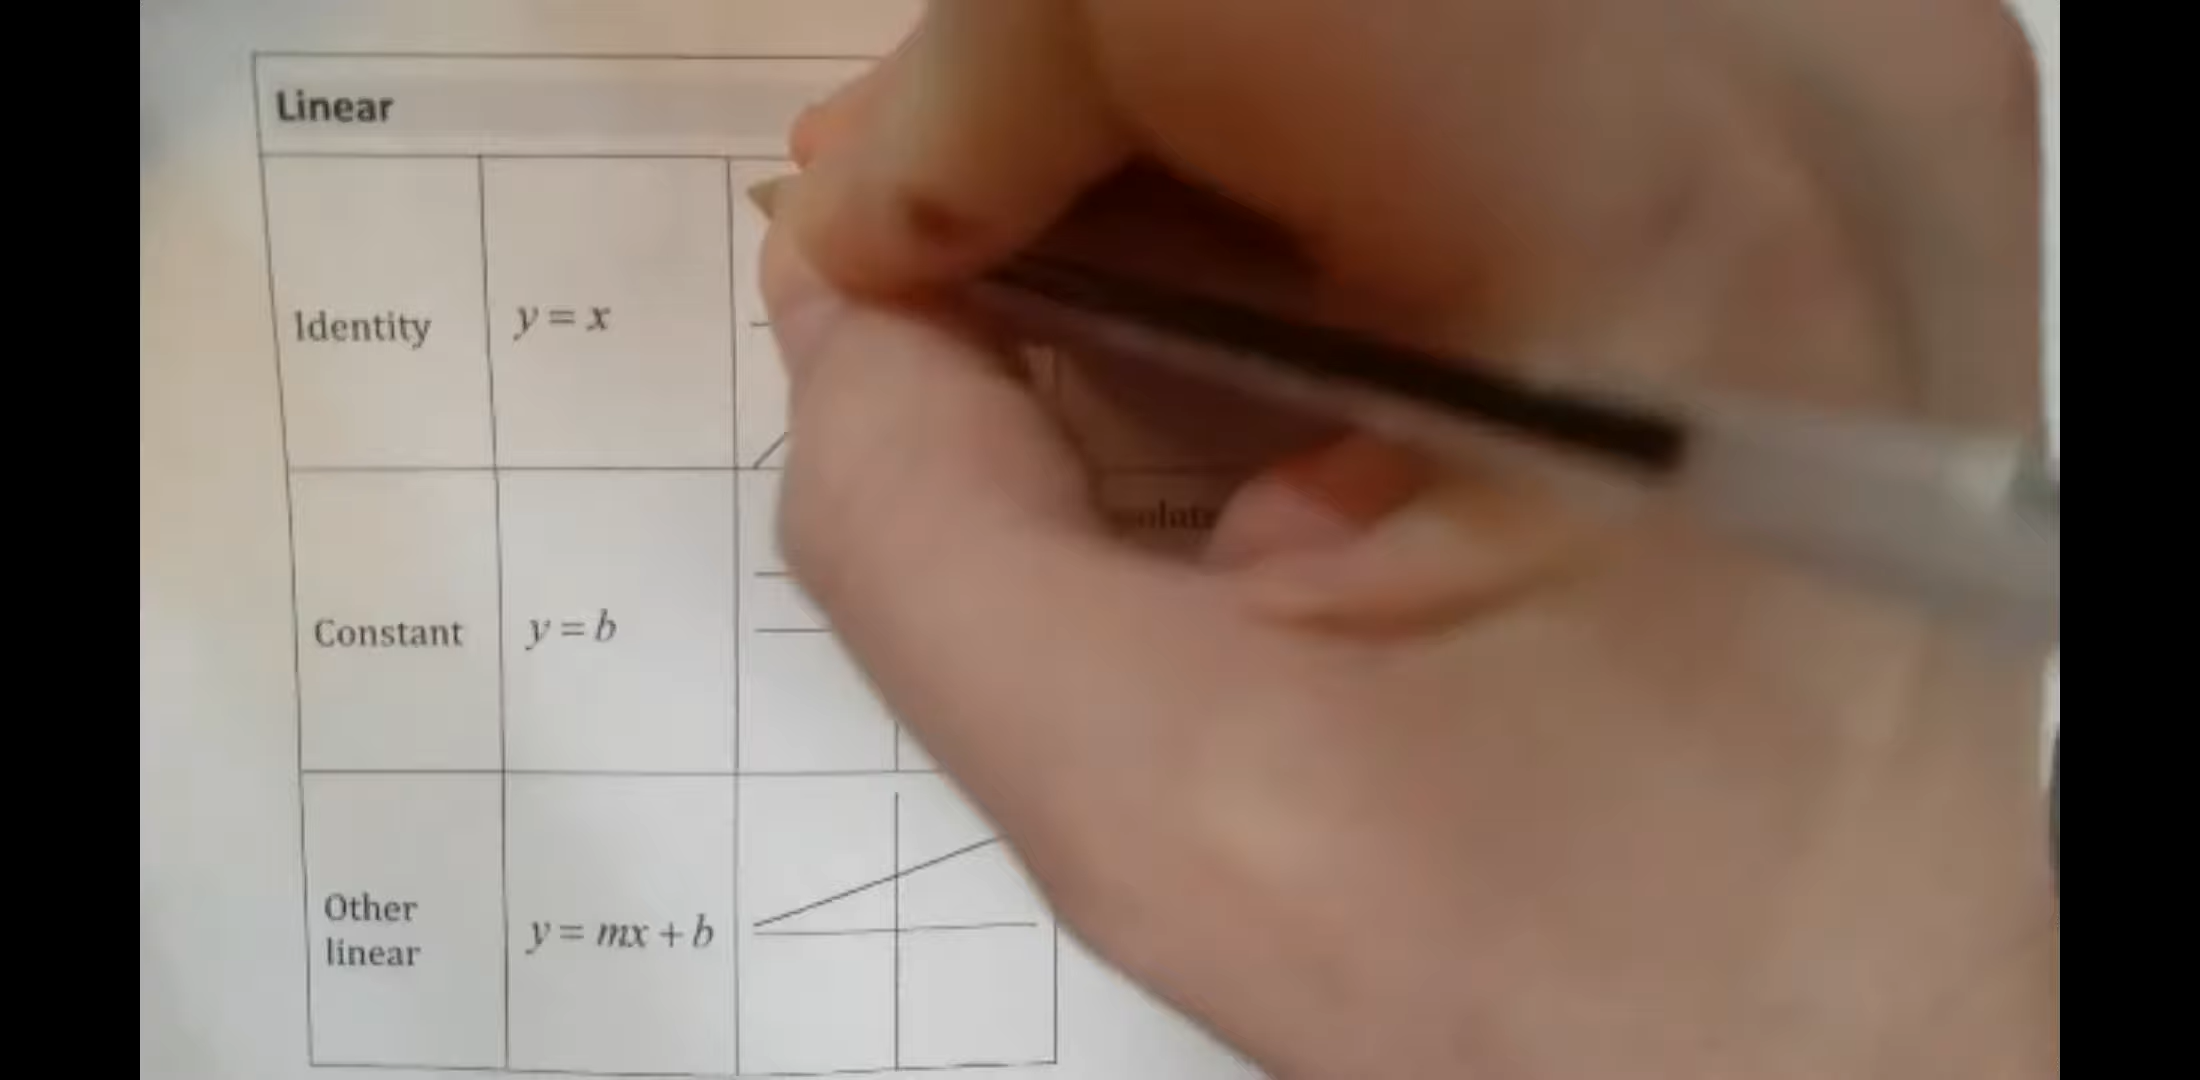 Linear
Identity
y = x
Constant
y = b
Other
linear
y = mx + b